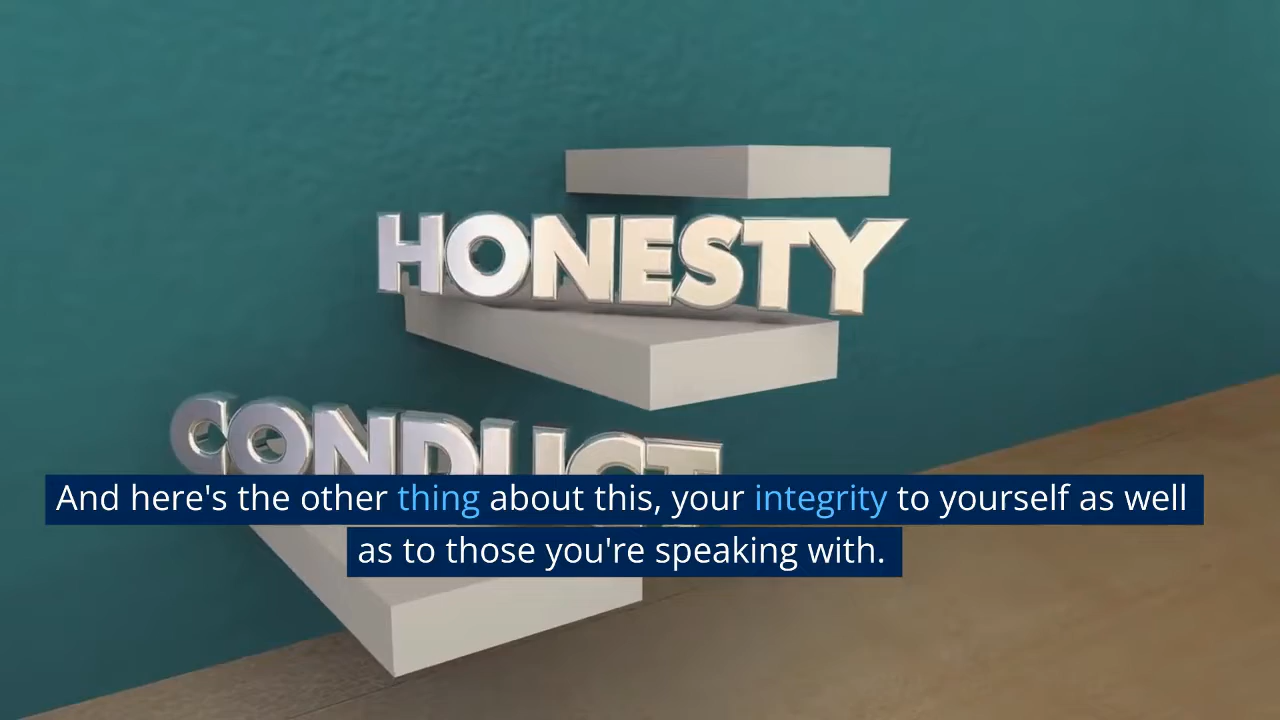 HONESTY
CONDUCT
And here's the other thing about this, your integrity to yourself as well
as to those you're speaking with.